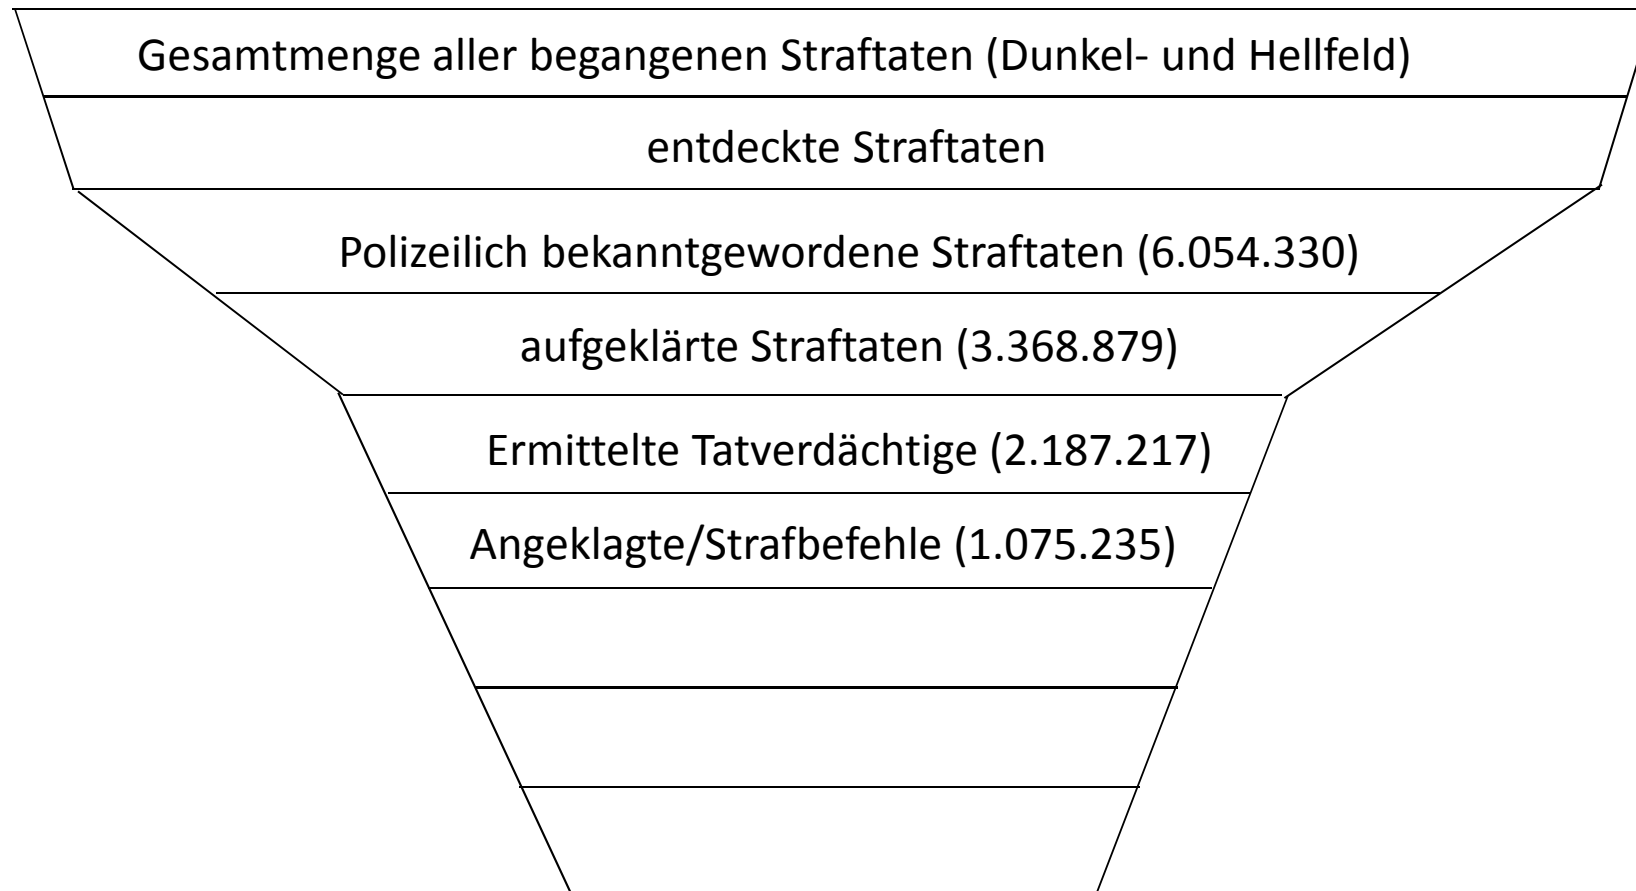 Gesamtmenge aller begangenen Straftaten (Dunkel- und Hellfeld)
entdeckte Straftaten
Polizeilich bekanntgewordene Straftaten (6.054.330)
aufgeklärte Straftaten (3.368.879)
Ermittelte Tatverdächtige (2.187.217)
Angeklagte/Strafbefehle (1.075.235)